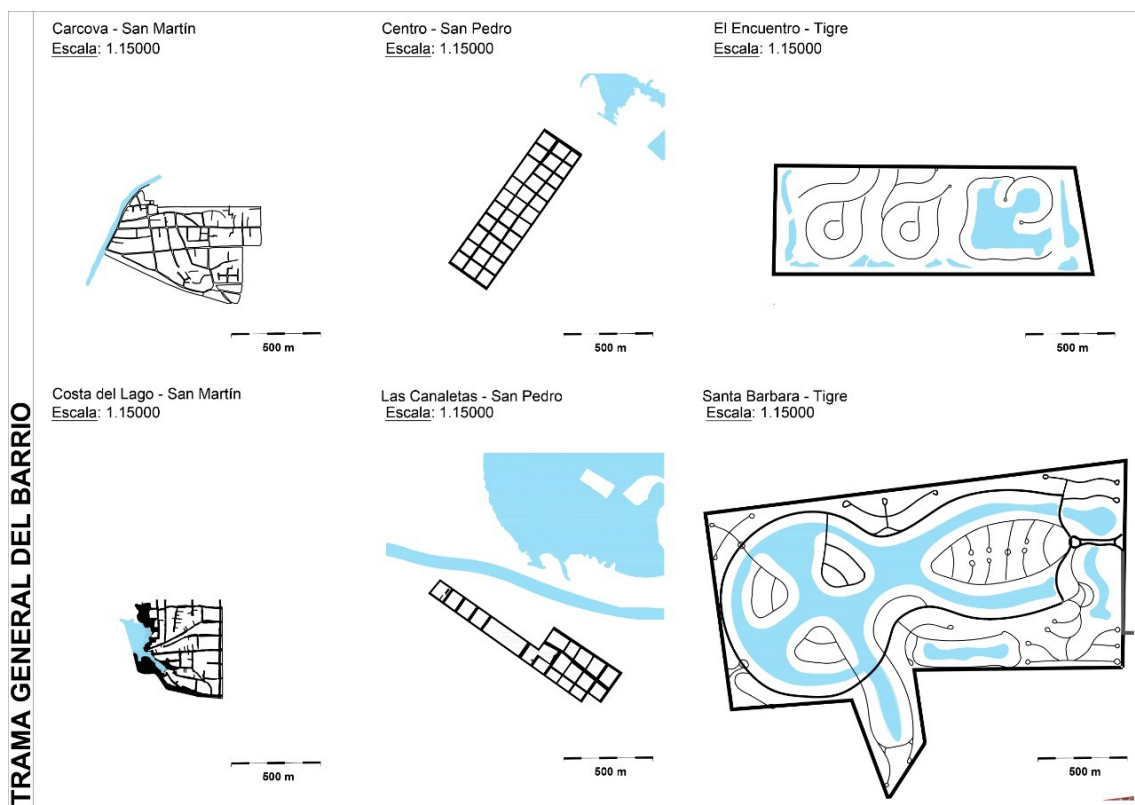 TRAMA GENERAL DEL BARRIO
Carcova - San Martín
Escala: 1.15000
500 m
Centro - San Pedro
Escala: 1.15000
500 m
El Encuentro - Tigre
Escala: 1.15000
500 m
Costa del Lago - San Martín
Escala: 1.15000
500 m
Las Canaletas - San Pedro
Escala: 1.15000
500 m
Santa Barbara - Tigre
Escala: 1.15000
500 m